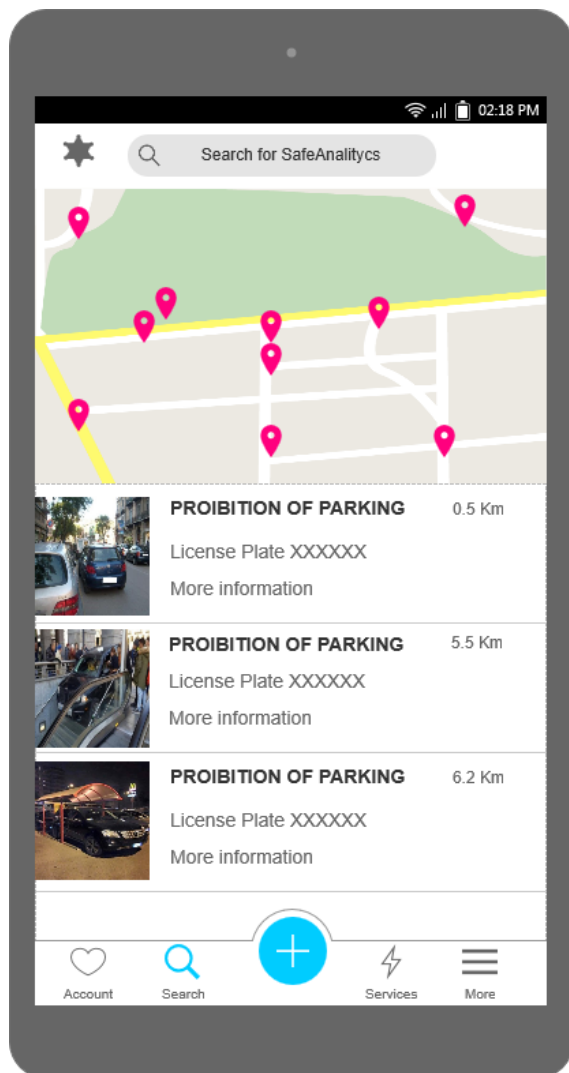 02:18 PM
Search for SafeAnalitycs
PROIBITION OF PARKING 0.5 Km
License Plate XXXXXX
More information
PROIBITION OF PARKING 5.5 Km
License Plate XXXXXX
More information
PROIBITION OF PARKING 6.2 Km
License Plate XXXXXX
More information
Account Search Services More